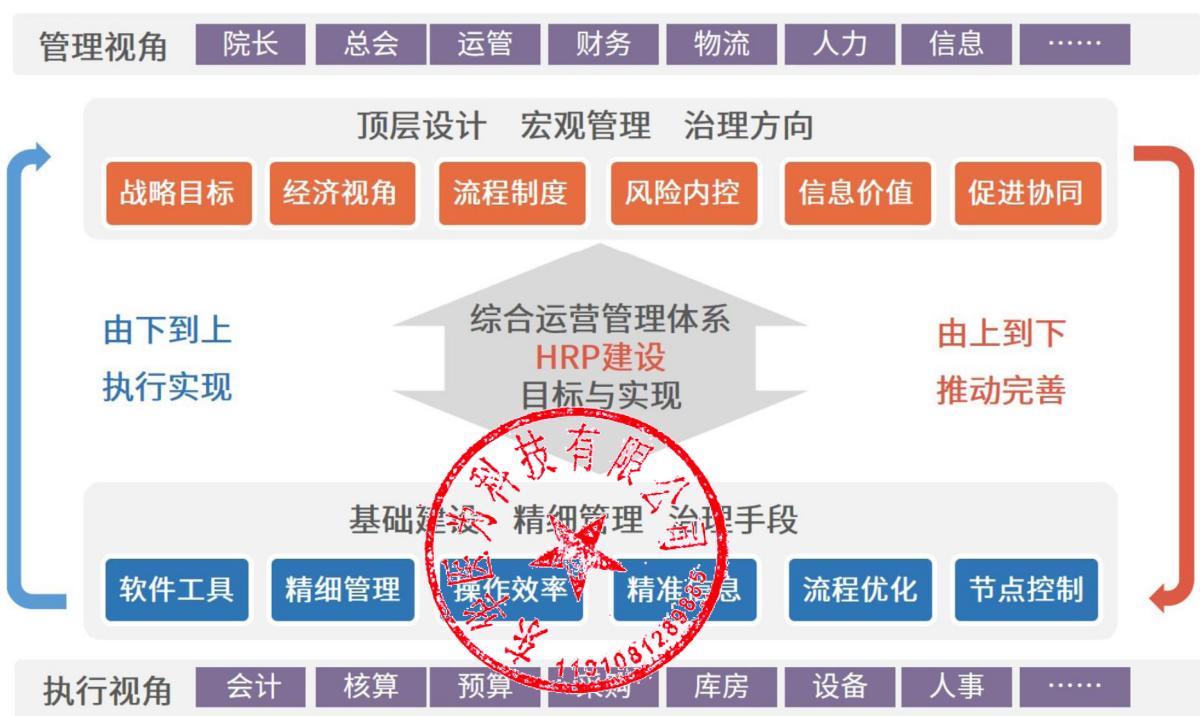 管理视角 院长 总会 运管 财务 物流 人力 信息 ……
顶层设计 宏观管理 治理方向
战略目标 经济视角 流程制度 风险内控 信息价值 促进协同
综合运营管理体系
HRP建设
目标与实现
由下到上
执行实现
由上到下
推动完善
基础建设 精细管理 治理手段
软件工具 精细管理 操作效率 精准信息 流程优化 节点控制
东华医为科技有限公司
执行视角 会计 核算 预算 采购 库房 设备 人事 ……